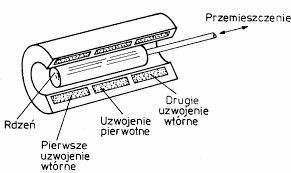 Przemieszczenie
Rdzeń
Pierwsze
uzwojenie
wtórne
Uzwojenie
pierwotne
Drugie
uzwojenie
wtórne